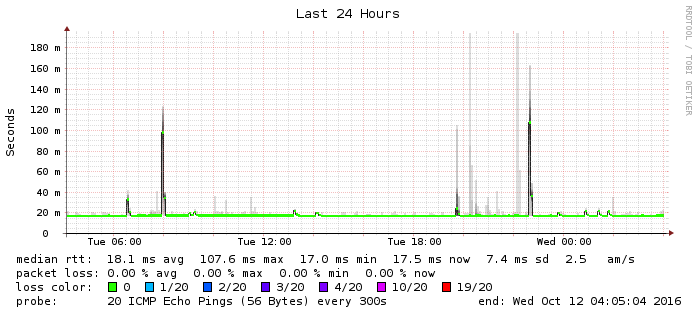 Last 24 Hours
RRDTOOL / TOBI OETIKER
Seconds
180 m
160 m
140 m
120 m
100 m
80 m
60 m
40 m
20 m
0
Tue 06:00 Tue 12:00 Tue 18:00 Wed 00:00
median rtt: 18.1 ms avg 107.6 ms max 17.0 ms min 17.5 ms now 7.4 ms sd 2.5 am/s
packet loss: 0.00 % avg 0.00 % max 0.00 % min 0.00 % now
loss color: 0 1/20 2/20 3/20 4/20 10/20 19/20
probe: 20 ICMP Echo Pings (56 Bytes) every 300s end: Wed Oct 12 04:05:04 2016